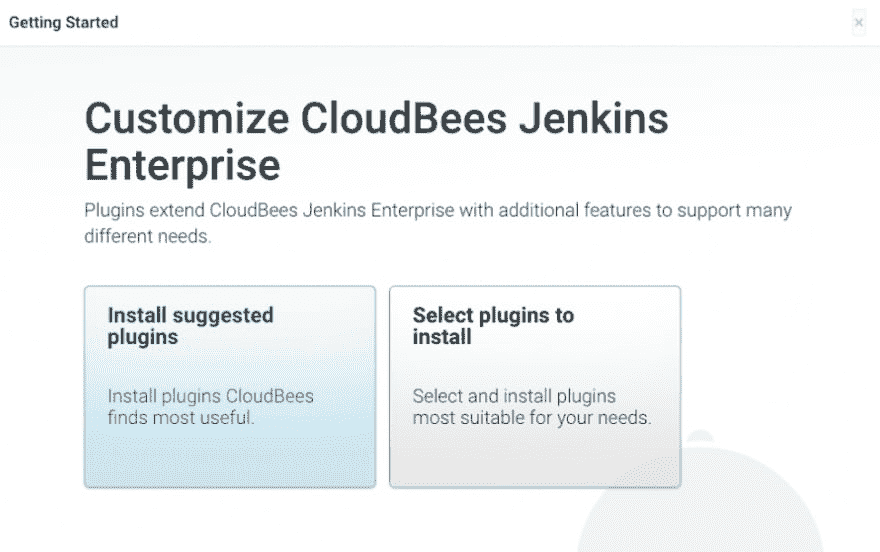 Getting Started
×
Customize CloudBees Jenkins
Enterprise
Plugins extend CloudBees Jenkins Enterprise with additional features to support many
different needs.
Install suggested
plugins
Install plugins CloudBees
finds most useful.
Select plugins to
install
Select and install plugins
most suitable for your needs.